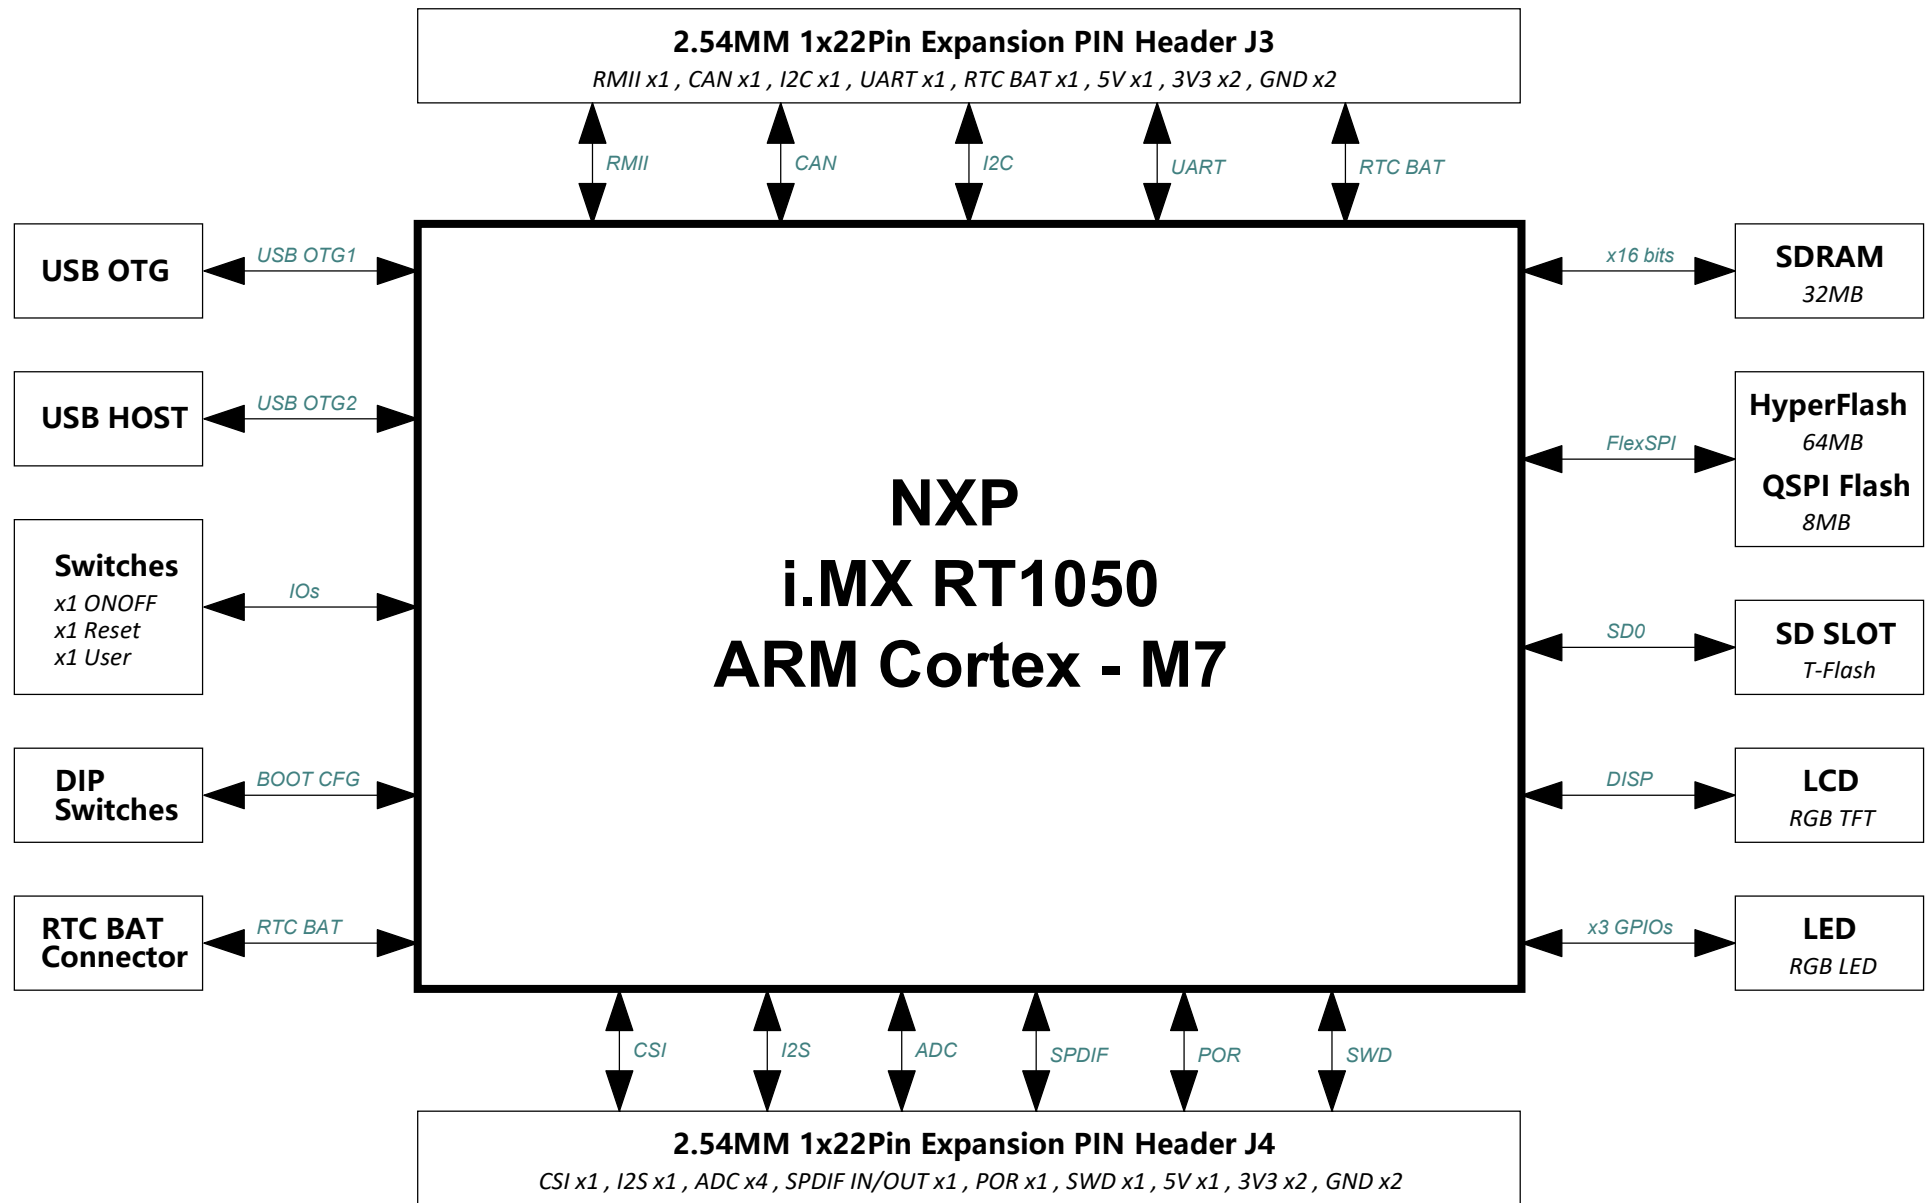 2.54MM 1x22Pin Expansion PIN Header J3
RMII x1 , CAN x1 , I2C x1 , UART x1 , RTC BAT x1 , 5V x1 , 3V3 x2 , GND x2
RMII
CAN
I2C
UART
RTC BAT
USB OTG
USB OTG1
USB HOST
USB OTG2
Switches
x1 ONOFF
x1 Reset
x1 User
IOs
DIP
Switches
BOOT CFG
RTC BAT
Connector
RTC BAT
NXP
i.MX RT1050
ARM Cortex - M7
x16 bits
SDRAM
32MB
FlexSPI
HyperFlash
64MB
QSPI Flash
8MB
SD0
SD SLOT
T-Flash
DISP
LCD
RGB TFT
x3 GPIOs
LED
RGB LED
CSI
I2S
ADC
SPDIF
POR
SWD
2.54MM 1x22Pin Expansion PIN Header J4
CSI x1 , I2S x1 , ADC x4 , SPDIF IN/OUT x1 , POR x1 , SWD x1 , 5V x1 , 3V3 x2 , GND x2